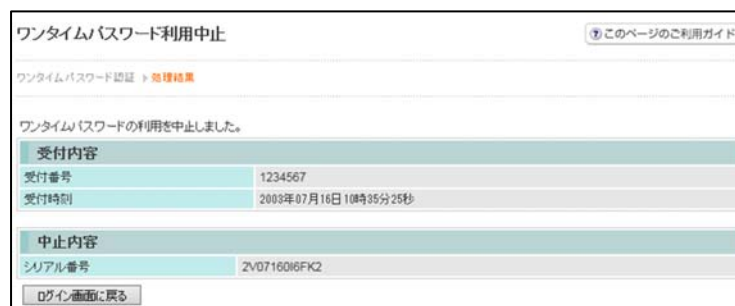 ワンタイムパスワード利用中止
? このページのご利用ガイド
ワンタイムパスワード認証 ▶ 処理結果
ワンタイムパスワードの利用を中止しました。
受付内容
受付番号 1234567
受付時刻 2003年07月16日10時35分25秒
中止内容
シリアル番号 2V07160I6FK2
ログイン画面に戻る